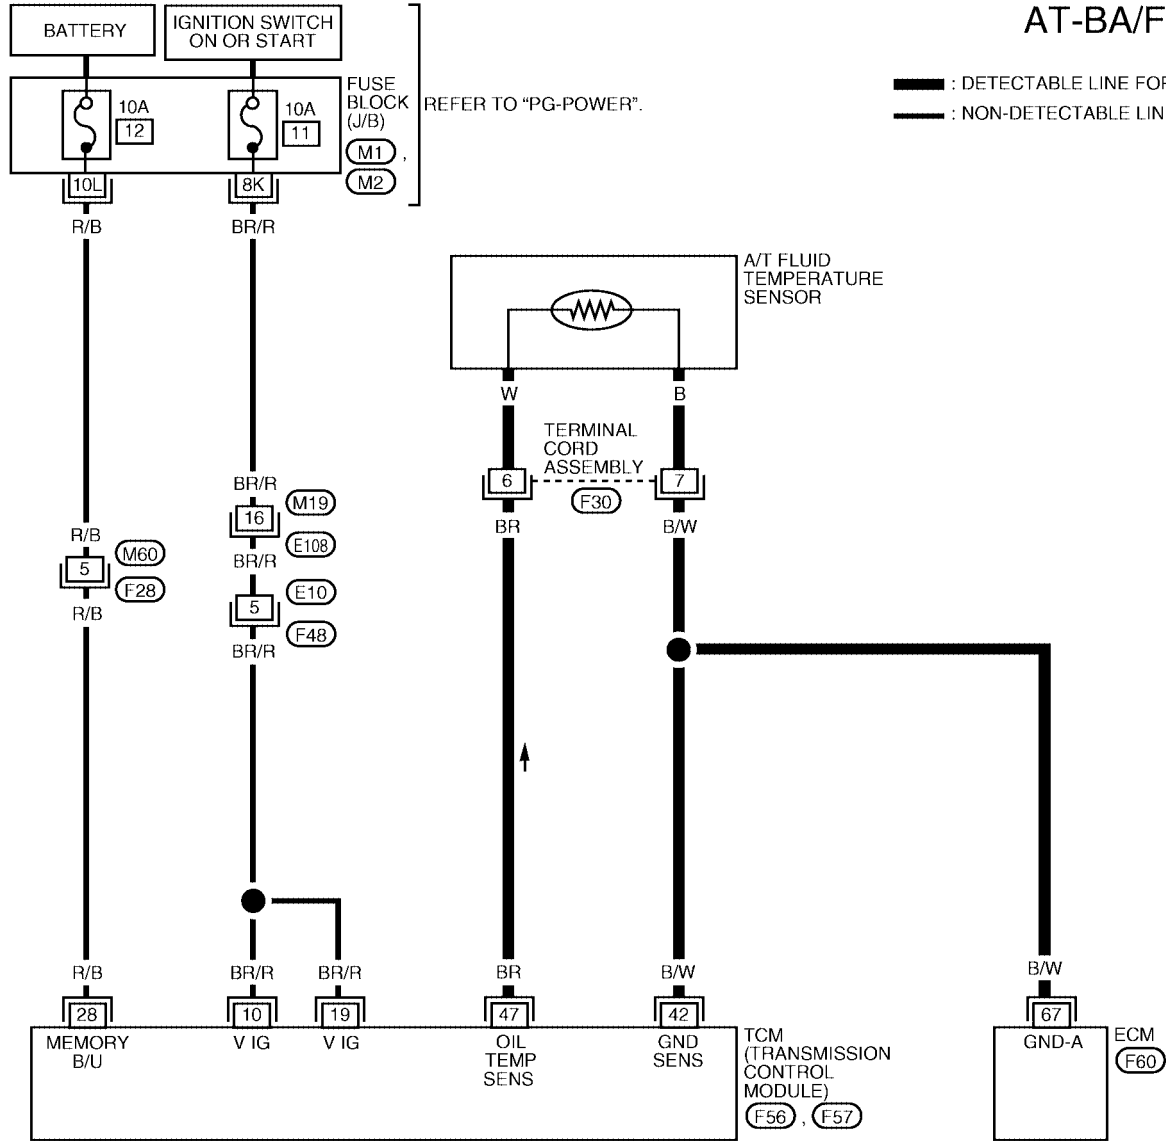 AT-BA/F
BATTERY
IGNITION SWITCH
ON OR START
: DETECTABLE LINE FOR
: NON-DETECTABLE LIN
10A
12
10A
11
FUSE
BLOCK
(J/B)
M1 ,
M2
REFER TO "PG-POWER".
10L
8K
R/B
BR/R
A/T FLUID
TEMPERATURE
SENSOR
W
B
TERMINAL
CORD
ASSEMBLY
6
7
F30
BR
B/W
BR/R
16
M19
E108
BR/R
R/B
5
M60
F28
R/B
5
E10
F48
BR/R
R/B
BR/R
BR/R
BR
B/W
B/W
28
10
19
47
42
67
MEMORY
B/U
V IG
V IG
OIL
TEMP
SENS
GND
SENS
TCM
(TRANSMISSION
CONTROL
MODULE)
F56 , F57
GND-A
ECM
F60